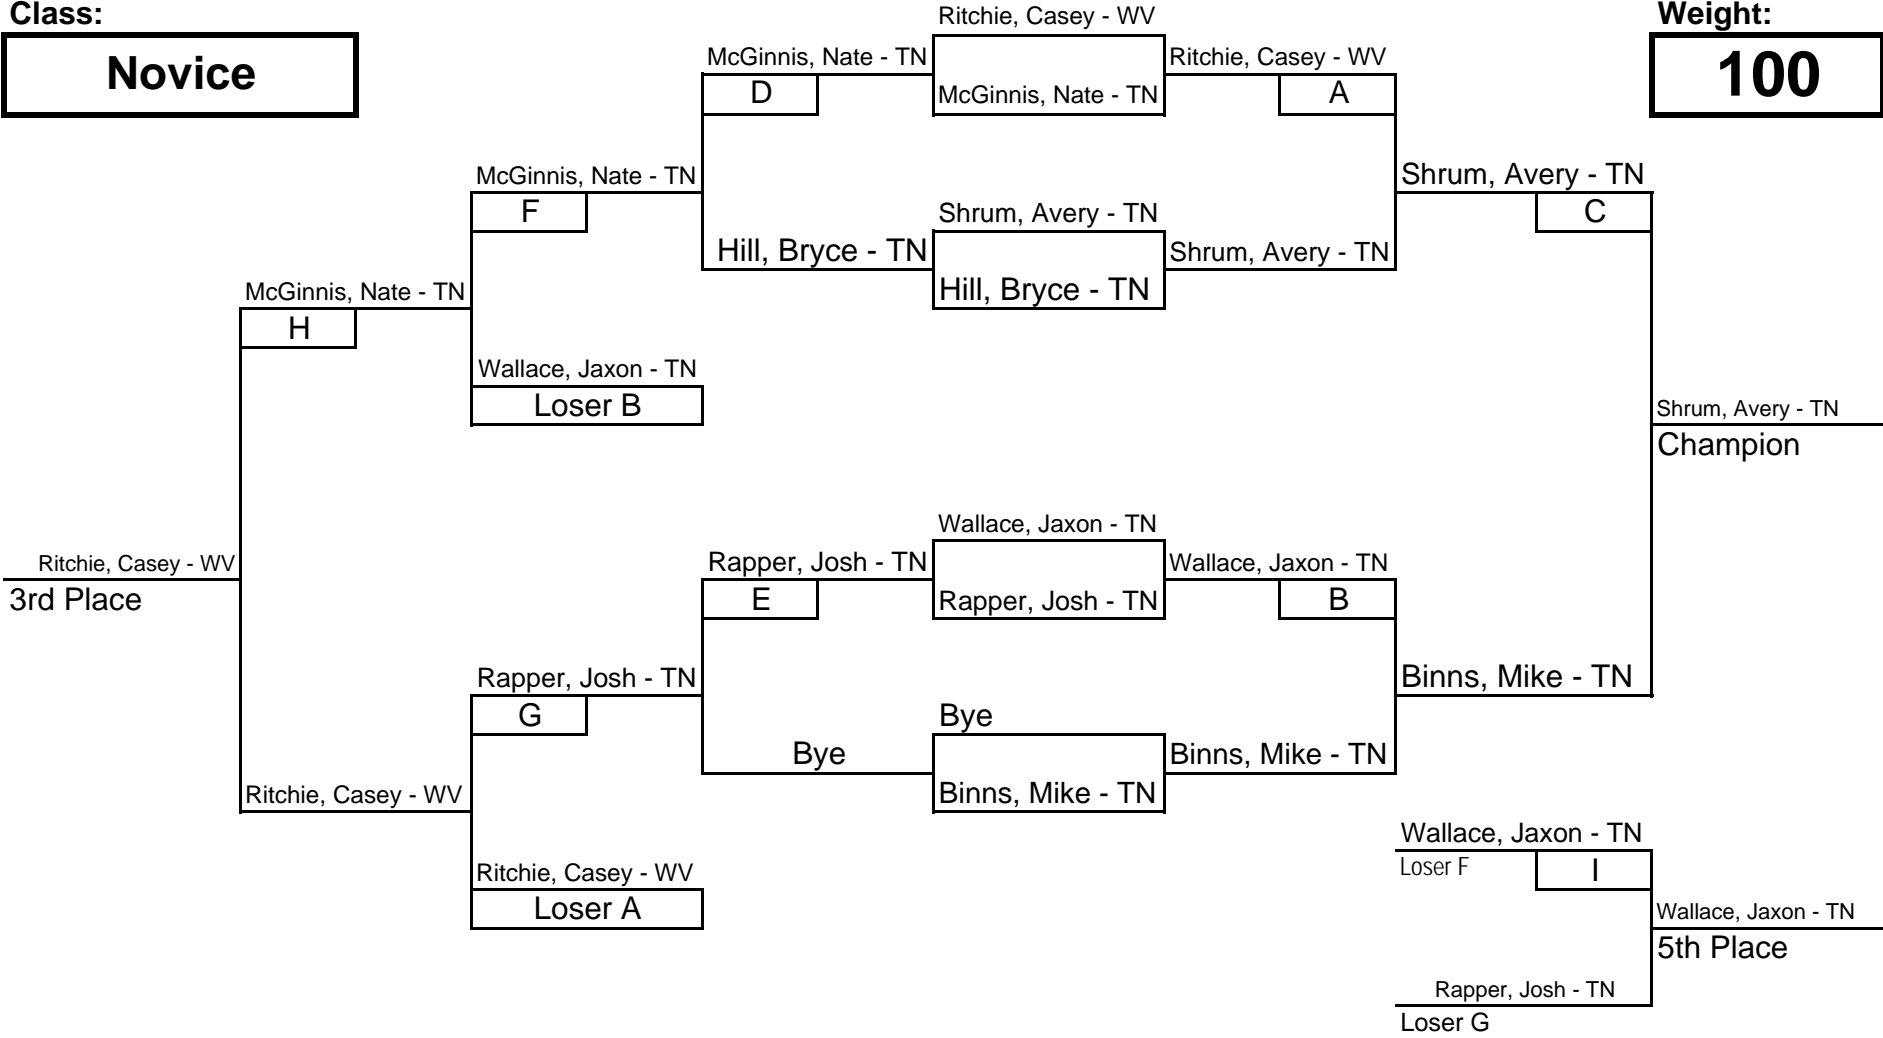 Class:
Novice
Weight:
100
Ritchie, Casey - WV
McGinnis, Nate - TN
McGinnis, Nate - TN
Ritchie, Casey - WV
D
A
McGinnis, Nate - TN
Shrum, Avery - TN
F
C
Shrum, Avery - TN
Hill, Bryce - TN
Hill, Bryce - TN
Shrum, Avery - TN
McGinnis, Nate - TN
H
Wallace, Jaxon - TN
Loser B
Shrum, Avery - TN
Champion
Wallace, Jaxon - TN
Rapper, Josh - TN
Rapper, Josh - TN
Wallace, Jaxon - TN
E
B
Ritchie, Casey - WV
3rd Place
Rapper, Josh - TN
Binns, Mike - TN
G
Bye
Bye
Binns, Mike - TN
Binns, Mike - TN
Ritchie, Casey - WV
Ritchie, Casey - WV
Loser A
Wallace, Jaxon - TN
Loser F
I
Wallace, Jaxon - TN
5th Place
Rapper, Josh - TN
Loser G